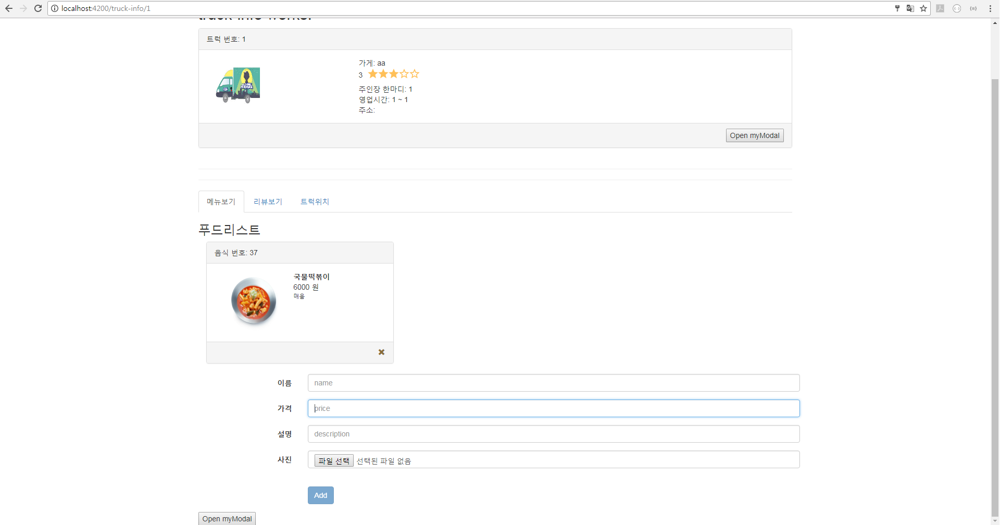 localhost:4200/truck-info/1
truck-info works!
트럭 번호: 1
가게: aa
3
주인장 한마디: 1
영업시간: 1 ~ 1
주소:
Open myModal
메뉴보기 리뷰보기 트럭위치
푸드리스트
음식 번호: 37
국물떡볶이
6000 원
매움
이름 name
가격 price
설명 description
사진 파일 선택 선택된 파일 없음
Add
Open myModal